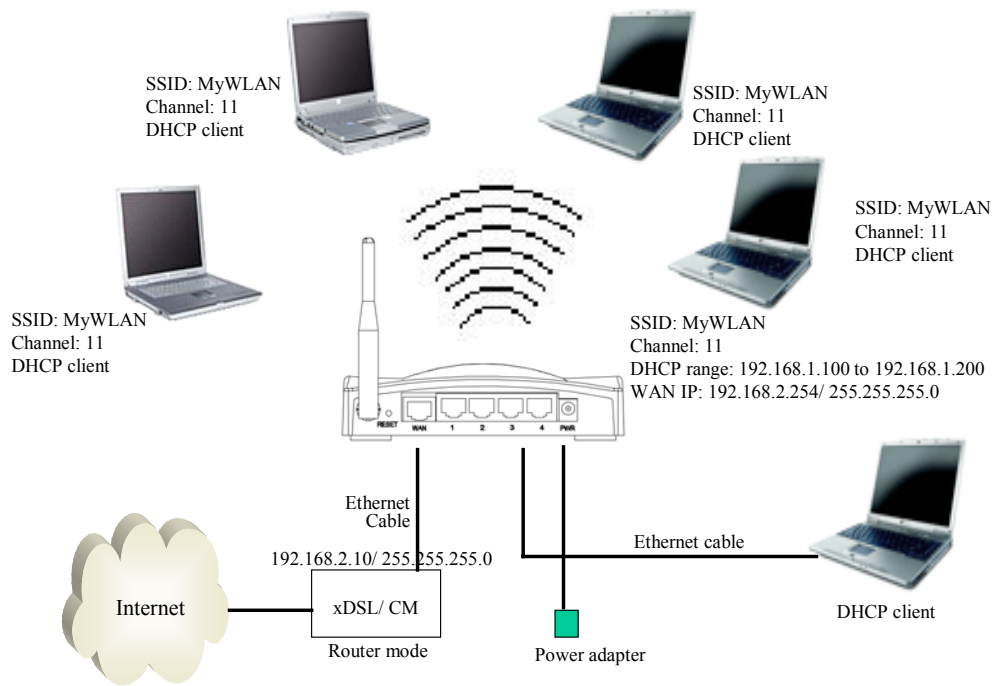 SSID: MyWLAN
Channel: 11
DHCP client
SSID: MyWLAN
Channel: 11
DHCP client
SSID: MyWLAN
Channel: 11
DHCP client
SSID: MyWLAN
Channel: 11
DHCP client
SSID: MyWLAN
Channel: 11
DHCP range: 192.168.1.100 to 192.168.1.200
WAN IP: 192.168.2.254/ 255.255.255.0
RESET
WAN
1
2
3
4
PWR
Ethernet
Cable
192.168.2.10/ 255.255.255.0
Ethernet cable
Internet
xDSL/ CM
DHCP client
Router mode
Power adapter